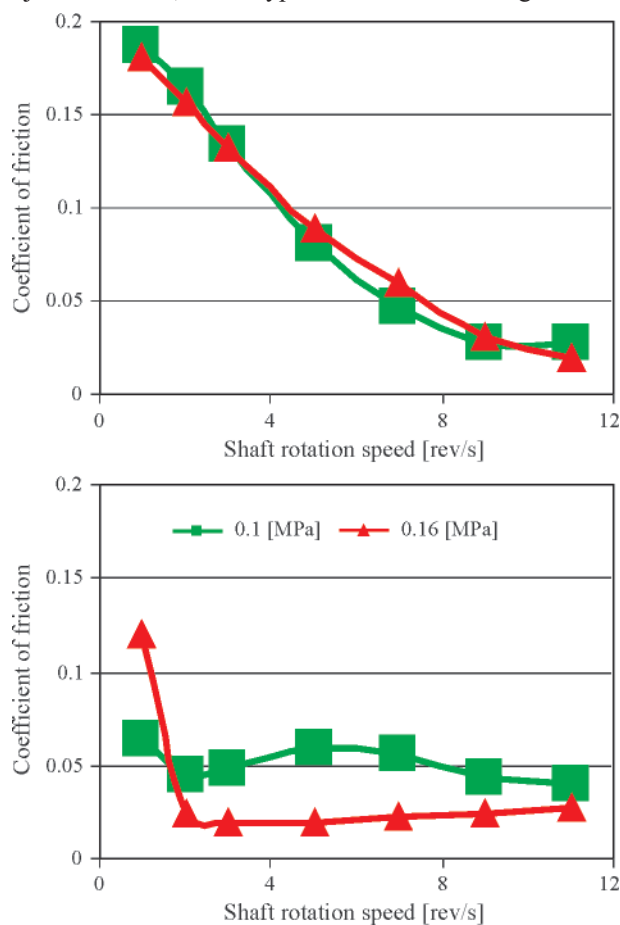 0.2
0.15
0.1
0.05
0
Coefficient of friction
0 4 8 12
Shaft rotation speed [rev/s]
0.2
0.15
0.1
0.05
0
Coefficient of friction
0.1 [MPa] 0.16 [MPa]
0 4 8 12
Shaft rotation speed [rev/s]